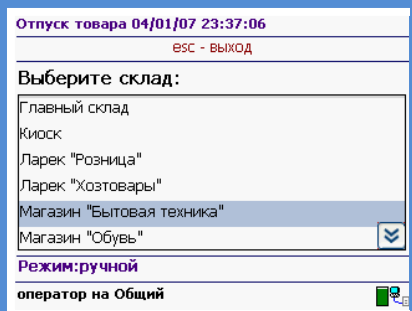 Отпуск товара 04/01/07 23:37:06
esc - выход
Выберите склад:
Главный склад
Киоск
Ларек "Розница"
Ларек "Хозтовары"
Магазин "Бытовая техника"
Магазин "Обувь"
Режим:ручной
оператор на Общий